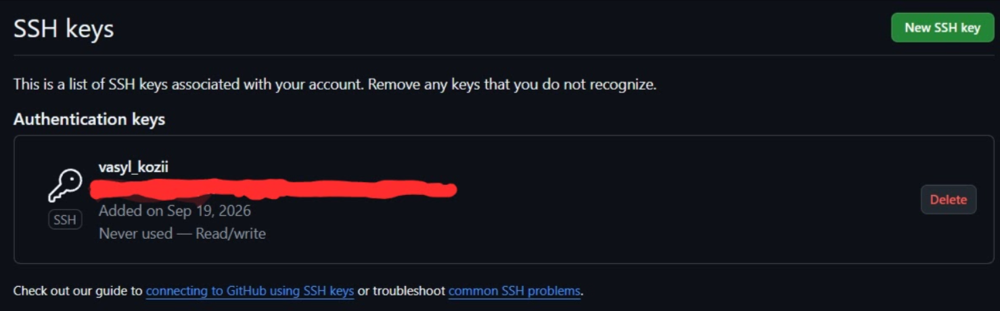 SSH keys
New SSH key
This is a list of SSH keys associated with your account. Remove any keys that you do not recognize.
Authentication keys
vasyl_kozii
SSH
Added on Sep 19, 2026
Never used — Read/write
Delete
Check out our guide to connecting to GitHub using SSH keys or troubleshoot common SSH problems.